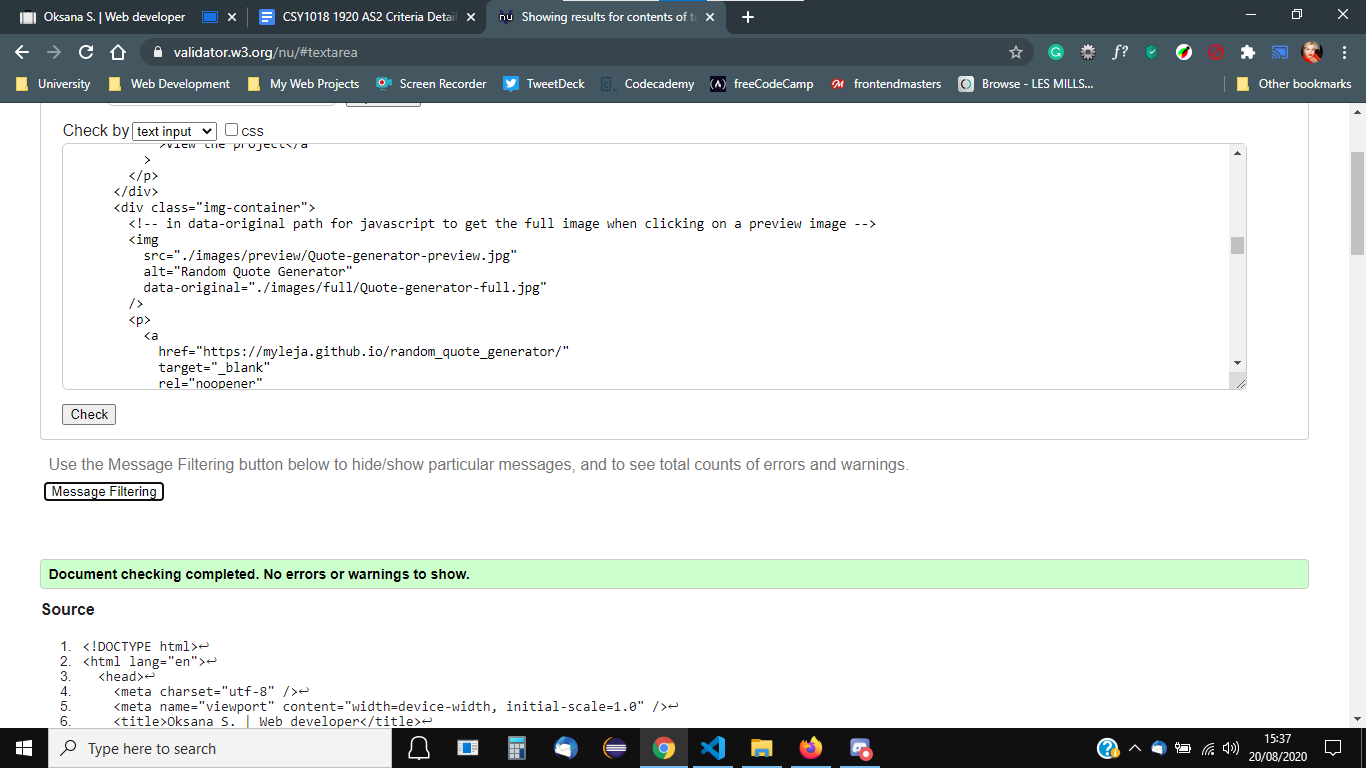 Oksana S. | Web developer
CSY1018 1920 AS2 Criteria Detail
Showing results for contents of t
validator.w3.org/nu/#textarea
University
Web Development
My Web Projects
Screen Recorder
TweetDeck
Codecademy
freeCodeCamp
frontendmasters
Browse - LES MILLS...
Other bookmarks
Check by text input css
>View the project</a
>
</p>
</div>
<div class="img-container">
<!-- in data-original path for javascript to get the full image when clicking on a preview image -->
<img
src="./images/preview/Quote-generator-preview.jpg"
alt="Random Quote Generator"
data-original="./images/full/Quote-generator-full.jpg"
/>
<p>
<a
href="https://myleja.github.io/random_quote_generator/"
target="_blank"
rel="noopener"
Check
Use the Message Filtering button below to hide/show particular messages, and to see total counts of errors and warnings.
Message Filtering
Document checking completed. No errors or warnings to show.
Source
1. <!DOCTYPE html>↩
2. <html lang="en">↩
3. <head>↩
4. <meta charset="utf-8" />↩
5. <meta name="viewport" content="width=device-width, initial-scale=1.0" />↩
6. <title>Oksana S. | Web developer</title>↩
Type here to search
15:37
20/08/2020